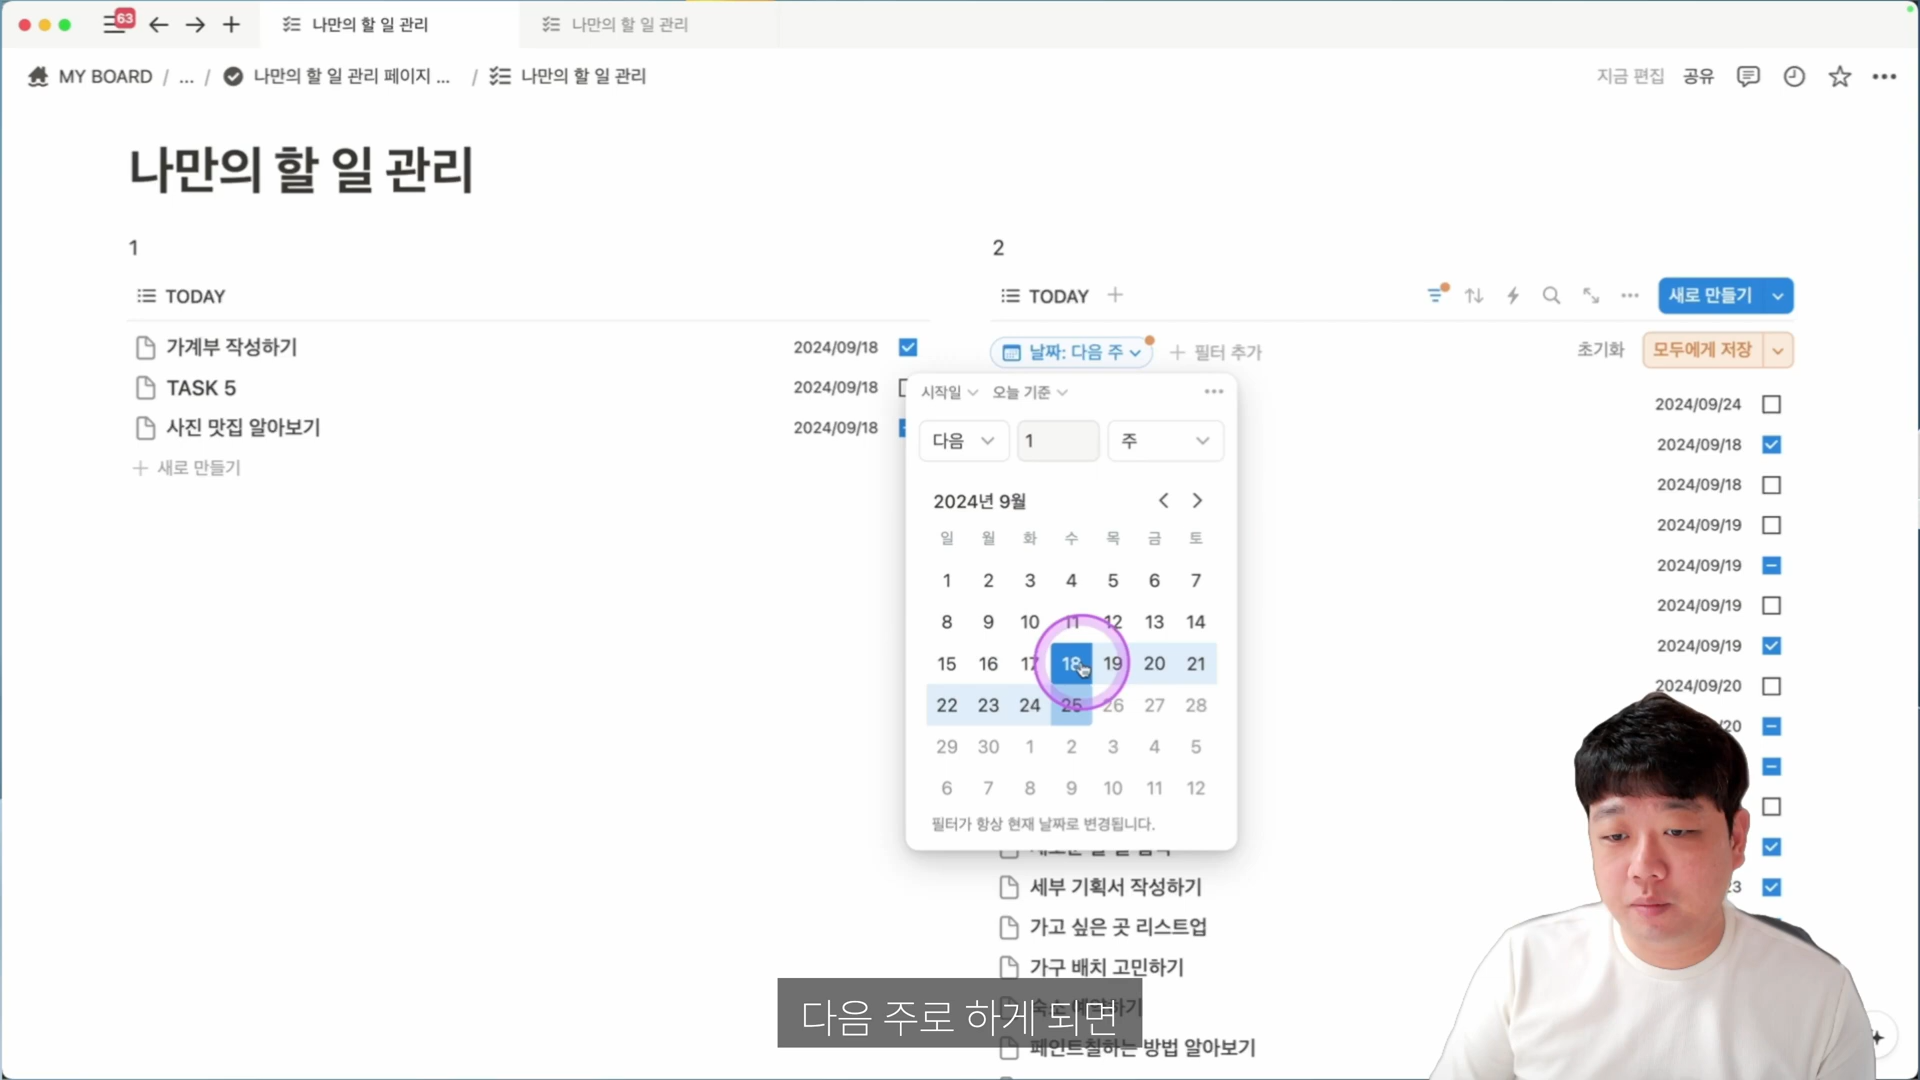 63
나만의 할 일 관리
나만의 할 일 관리
MY BOARD / ... / 나만의 할 일 관리 페이지 ... / 나만의 할 일 관리
지금 편집 공유
나만의 할 일 관리
1
TODAY
가계부 작성하기 2024/09/18
TASK 5 2024/09/18
사진 맛집 알아보기 2024/09/18
새로 만들기
2
TODAY
새로 만들기
날짜: 다음 주 필터 추가
초기화 모두에게 저장
시작일 오늘 기준
다음 1 주
2024년 9월
일 월 화 수 목 금 토
1 2 3 4 5 6 7
8 9 10 11 12 13 14
15 16 17 18 19 20 21
22 23 24 25 26 27 28
29 30 1 2 3 4 5
6 7 8 9 10 11 12
필터가 항상 현재 날짜로 변경됩니다.
2024/09/24
2024/09/18
2024/09/18
2024/09/19
2024/09/19
2024/09/19
2024/09/19
2024/09/20
세부 기획서 작성하기
가고 싶은 곳 리스트업
가구 배치 고민하기
페인트칠하는 방법 알아보기
다음 주로 하게 되면